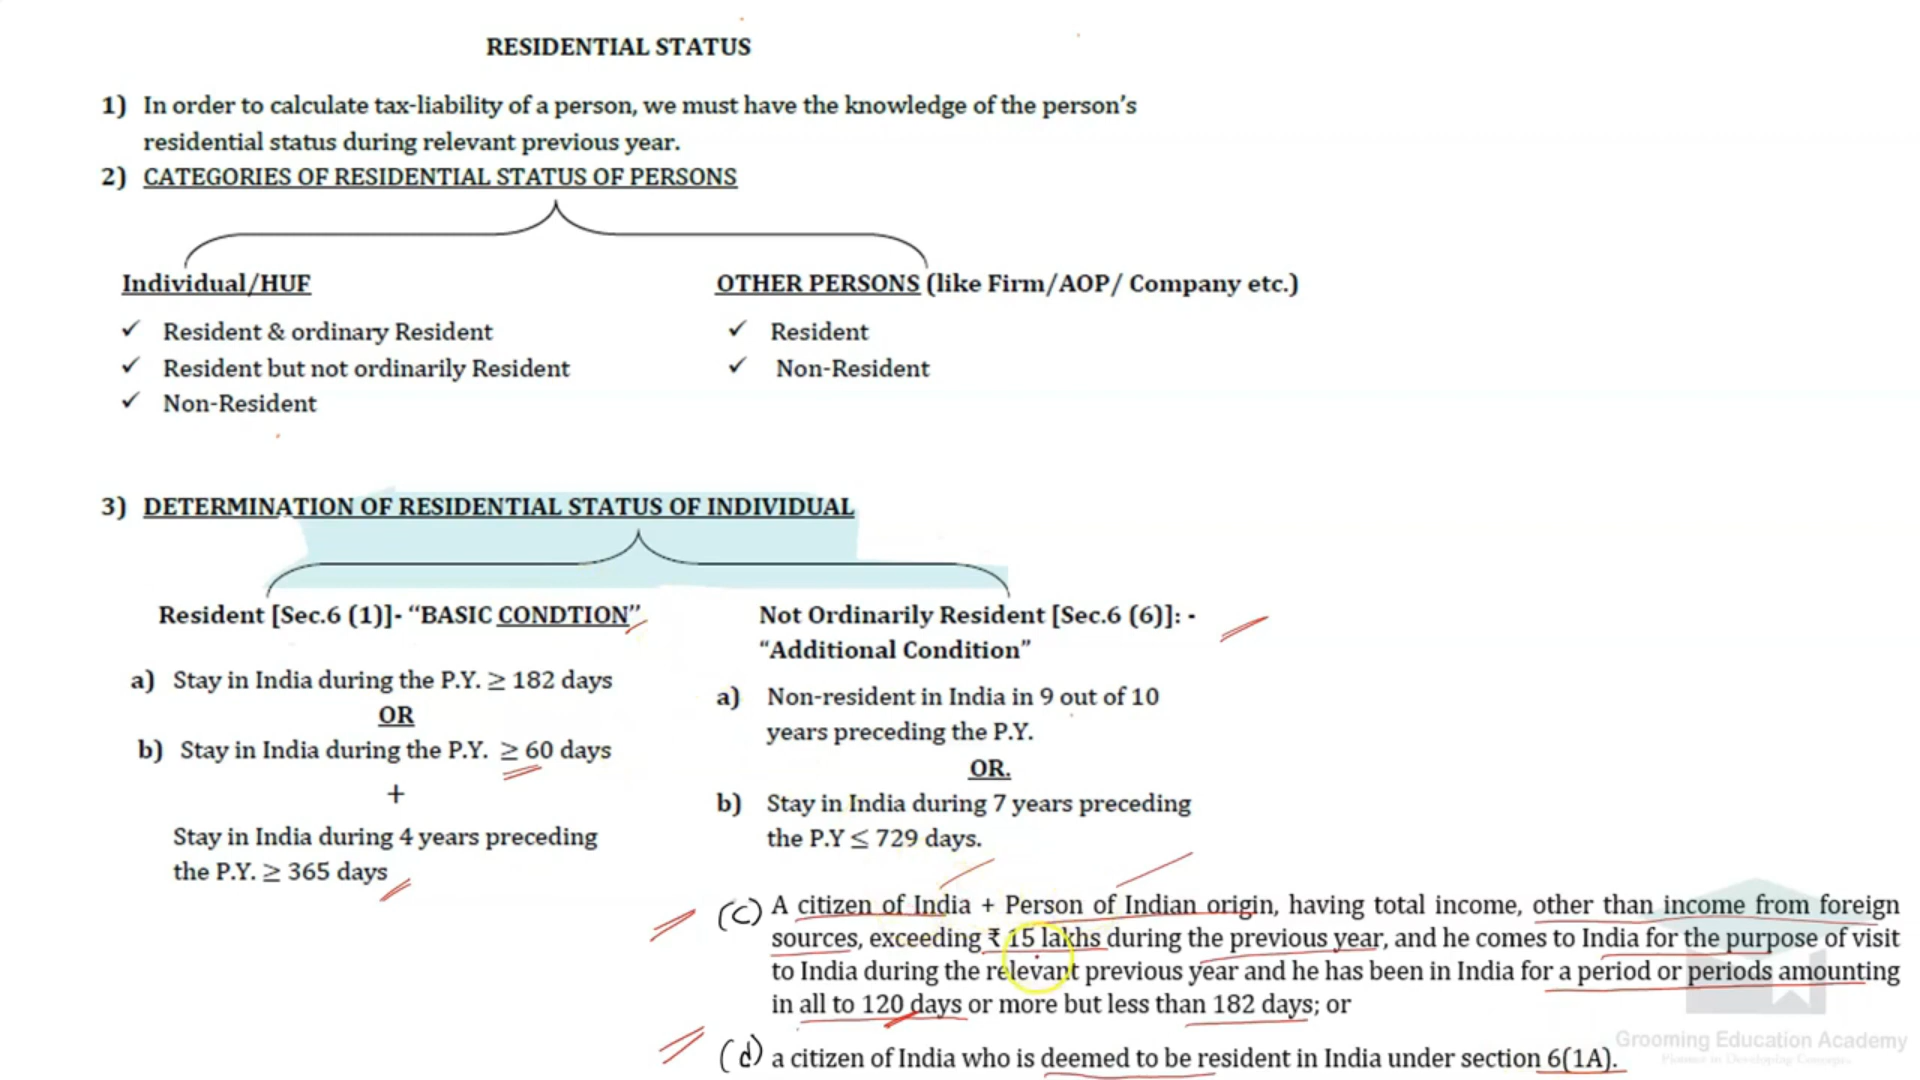 RESIDENTIAL STATUS
1) In order to calculate tax-liability of a person, we must have the knowledge of the person's
residential status during relevant previous year.
2) CATEGORIES OF RESIDENTIAL STATUS OF PERSONS
Individual/HUF
✓ Resident & ordinary Resident
✓ Resident but not ordinarily Resident
✓ Non-Resident
OTHER PERSONS (like Firm/AOP/ Company etc.)
✓ Resident
✓ Non-Resident
3) DETERMINATION OF RESIDENTIAL STATUS OF INDIVIDUAL
Resident [Sec.6 (1)]- “BASIC CONDTION”
a) Stay in India during the P.Y. ≥ 182 days
OR
b) Stay in India during the P.Y. ≥ 60 days
+
Stay in India during 4 years preceding
the P.Y. ≥ 365 days
Not Ordinarily Resident [Sec.6 (6)]: -
“Additional Condition”
a) Non-resident in India in 9 out of 10
years preceding the P.Y.
OR.
b) Stay in India during 7 years preceding
the P.Y ≤ 729 days.
(c) A citizen of India + Person of Indian origin, having total income, other than income from foreign
sources, exceeding ₹ 15 lakhs during the previous year, and he comes to India for the purpose of visit
to India during the relevant previous year and he has been in India for a period or periods amounting
in all to 120 days or more but less than 182 days; or
(d) a citizen of India who is deemed to be resident in India under section 6(1A).
Grooming Education Academy
Pioneer in Developing Concepts